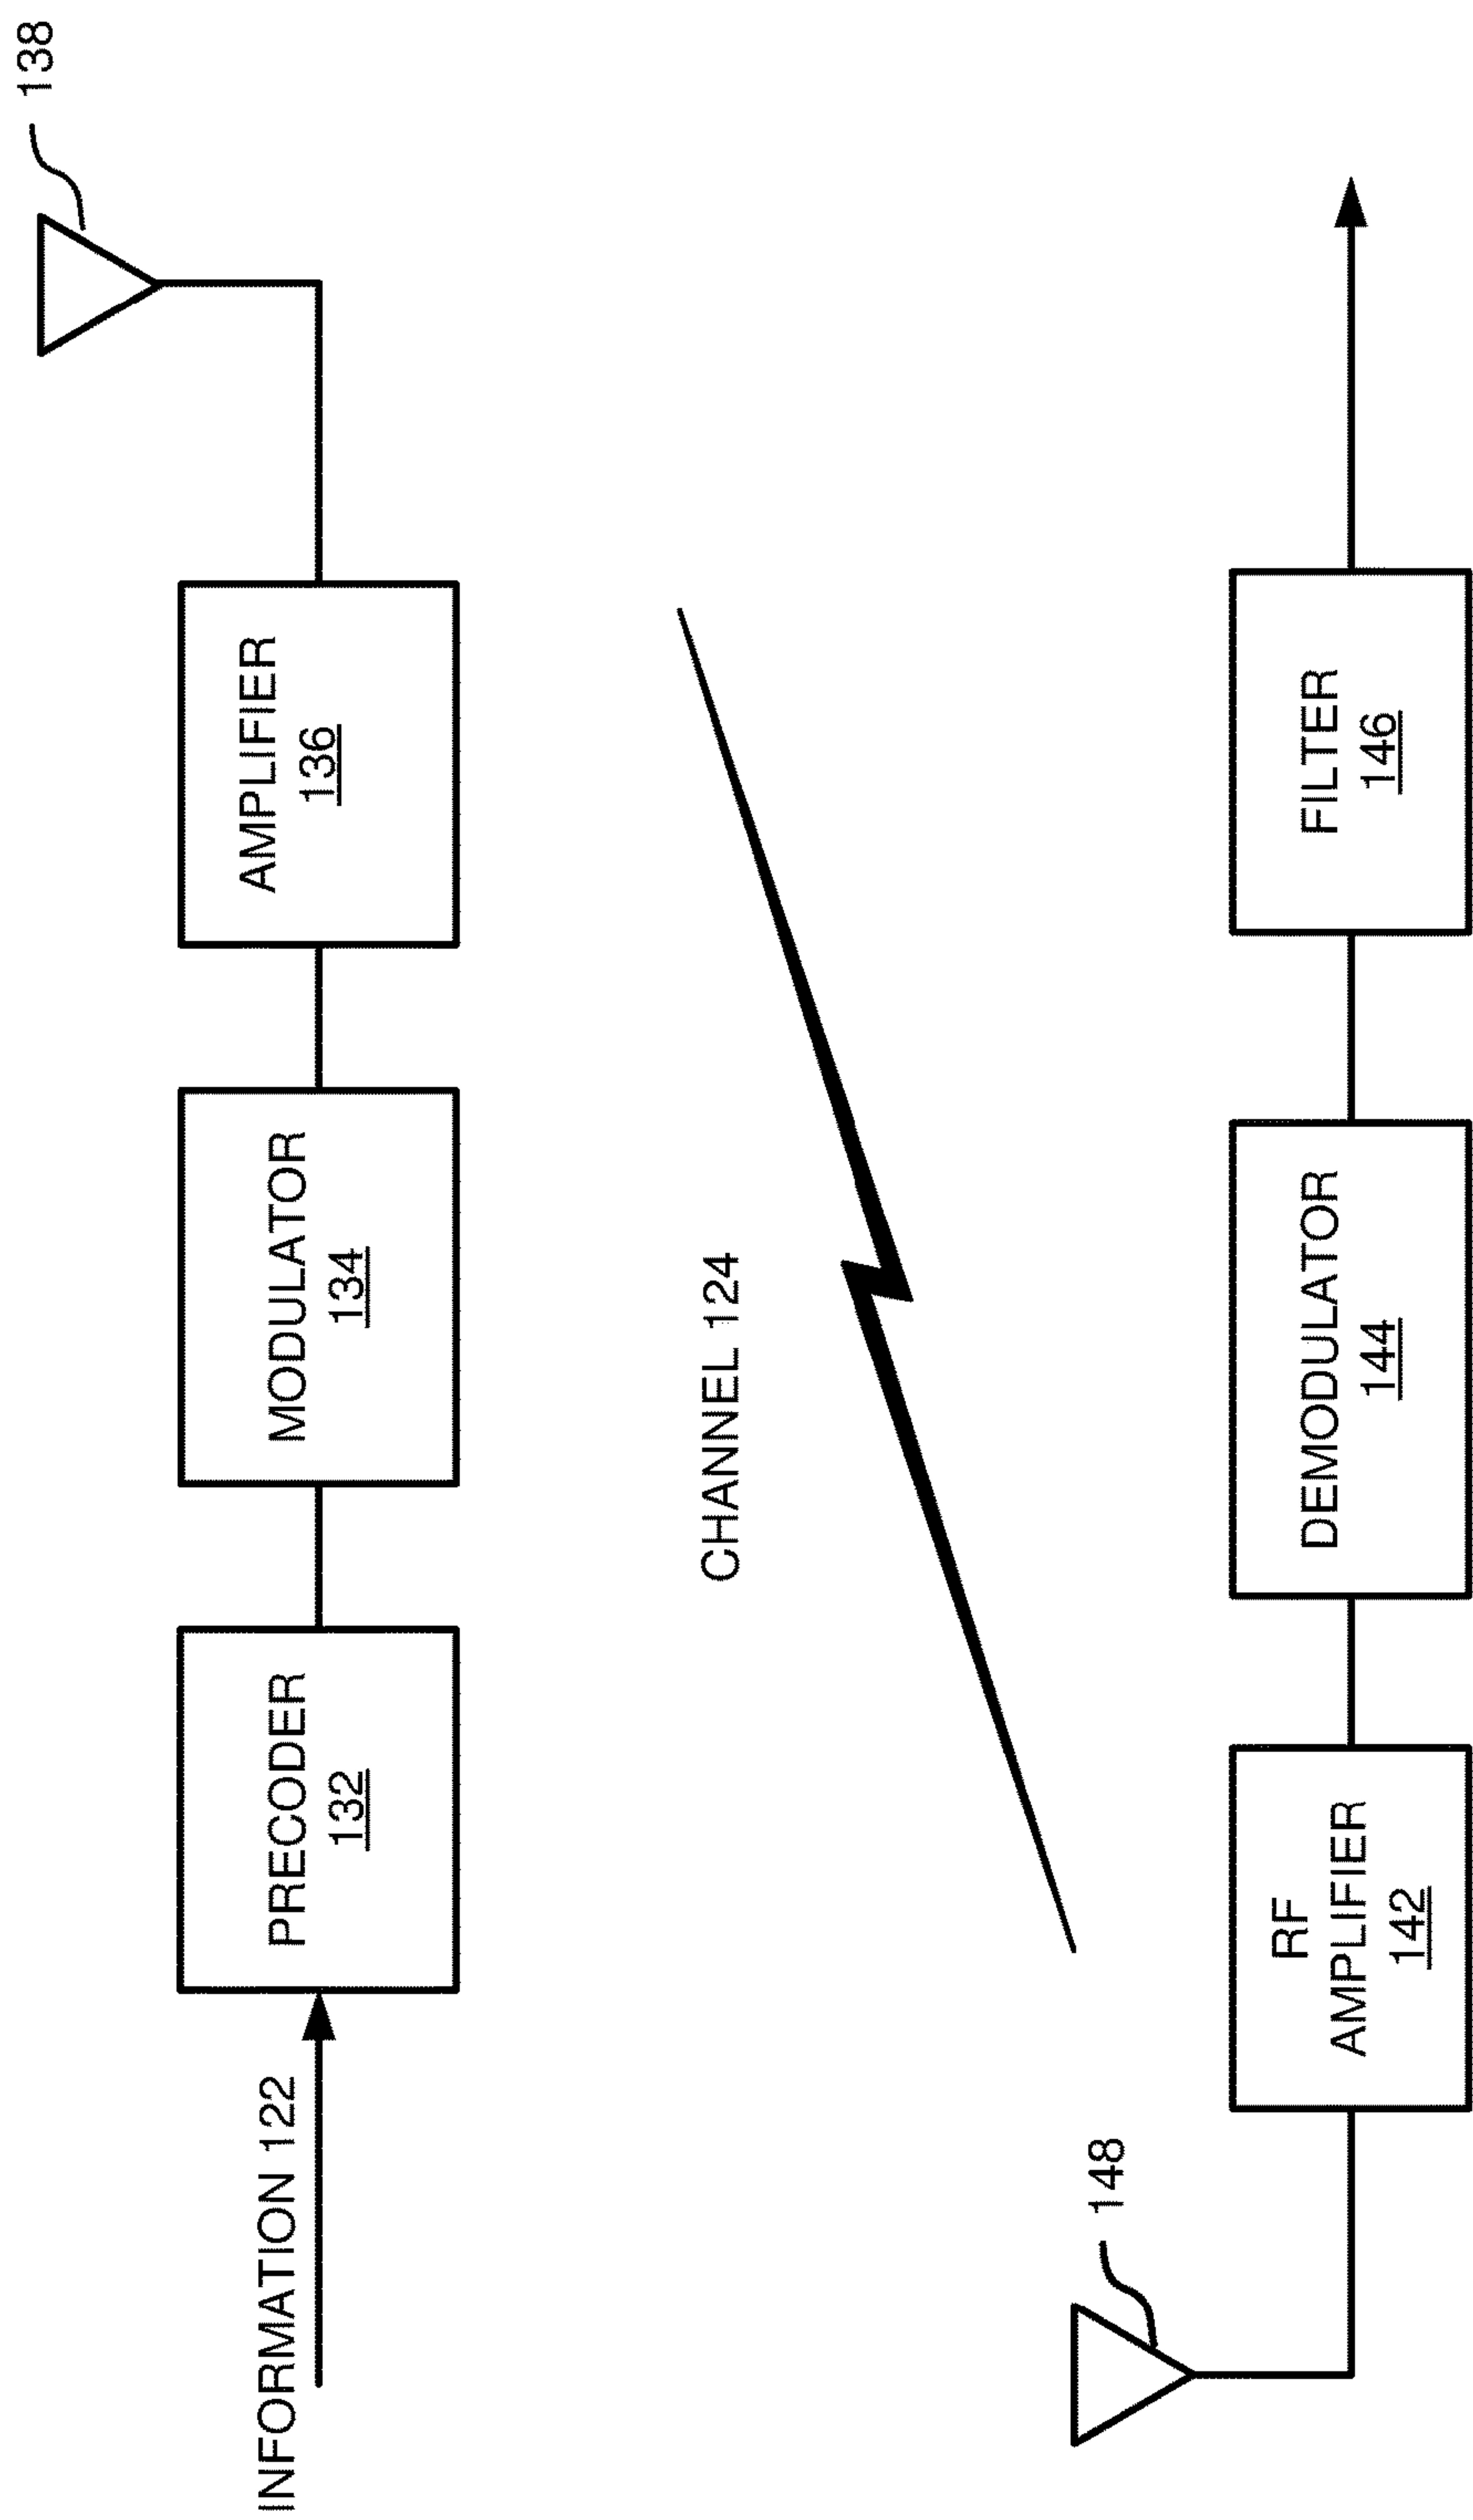 INFORMATION 122
PRECODER
132
MODULATOR
134
AMPLIFIER
136
138
CHANNEL 124
148
RF
AMPLIFIER
142
DEMODULATOR
144
FILTER
146